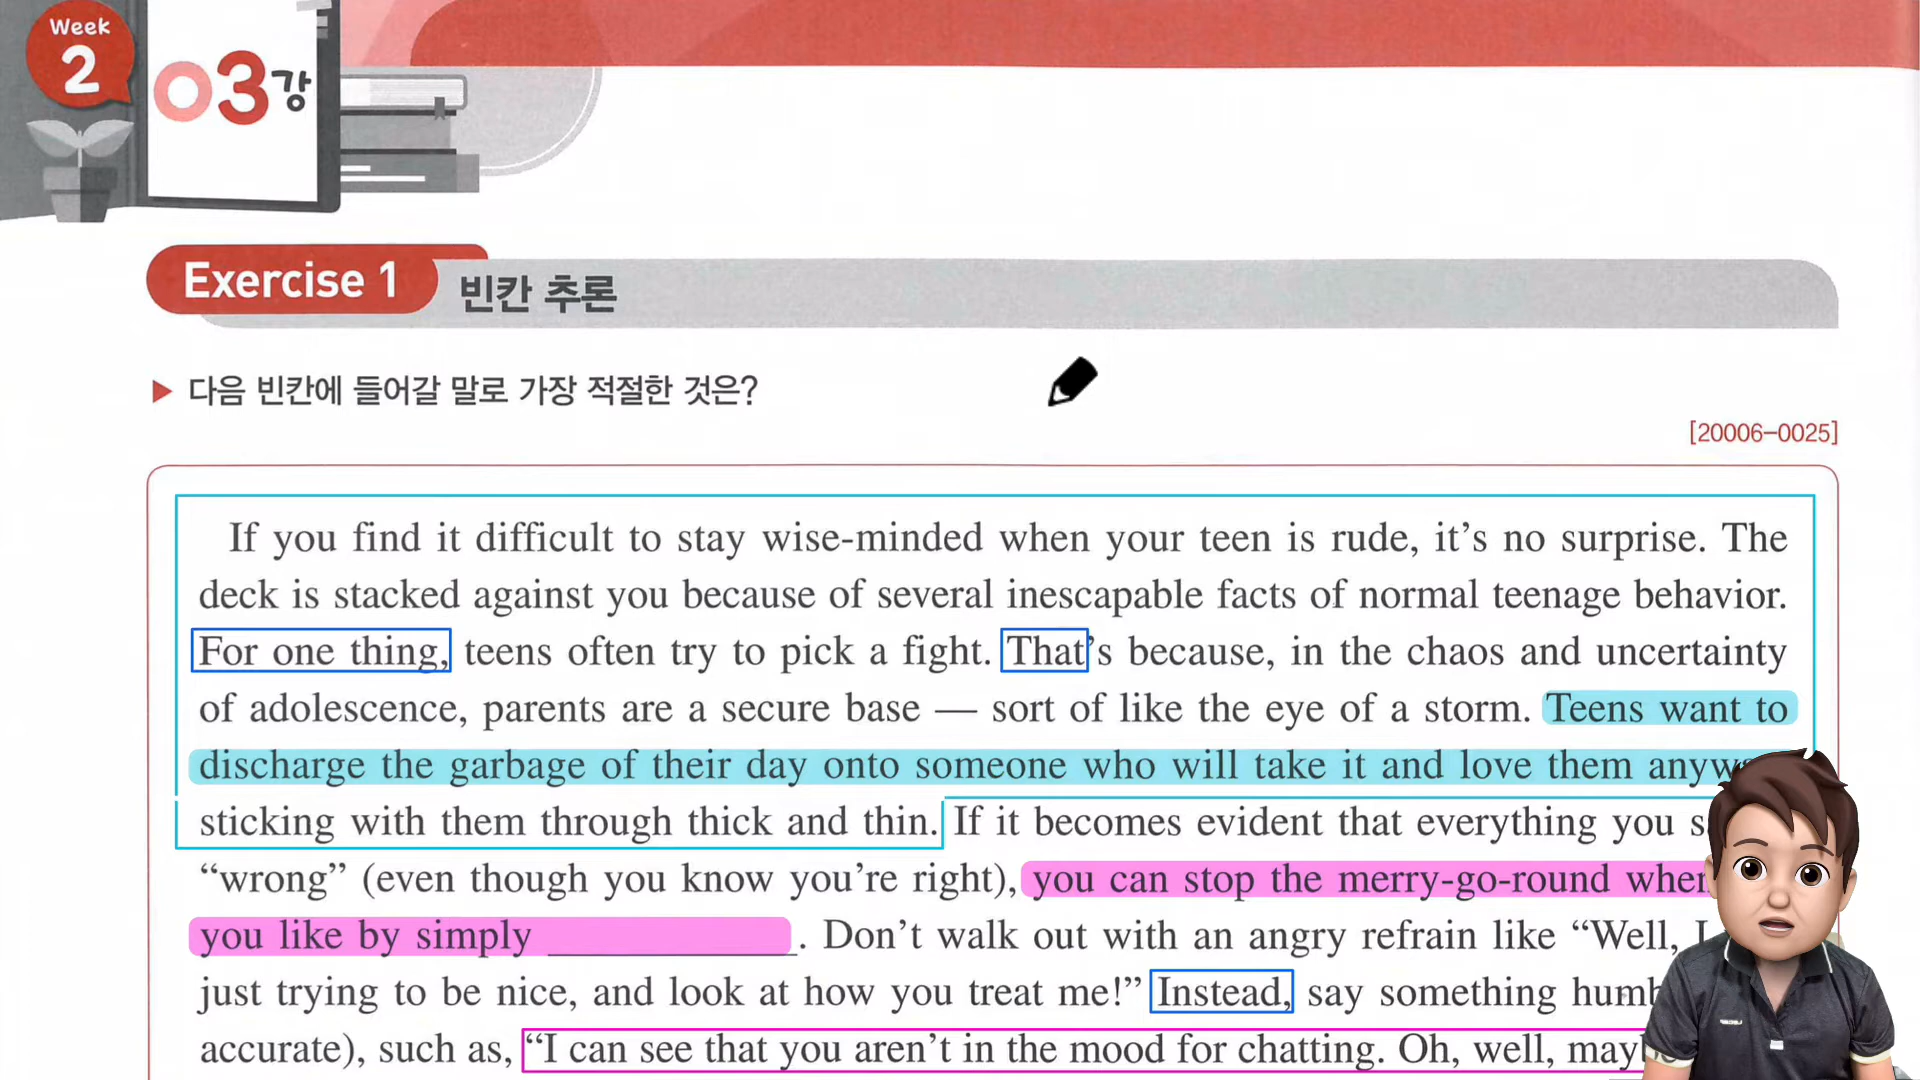 Week
2
03강
Exercise 1 빈칸 추론
▶ 다음 빈칸에 들어갈 말로 가장 적절한 것은?
[20006-0025]
If you find it difficult to stay wise-minded when your teen is rude, it's no surprise. The
deck is stacked against you because of several inescapable facts of normal teenage behavior.
For one thing, teens often try to pick a fight. That's because, in the chaos and uncertainty
of adolescence, parents are a secure base — sort of like the eye of a storm. Teens want to
discharge the garbage of their day onto someone who will take it and love them
sticking with them through thick and thin. If it becomes evident that everything you
“wrong” (even though you know you're right), you can stop the merry-go-round
you like by simply ____________. Don't walk out with an angry refrain like “Well, I
just trying to be nice, and look at how you treat me!” Instead, say something
accurate), such as, “I can see that you aren't in the mood for chatting. Oh, well,